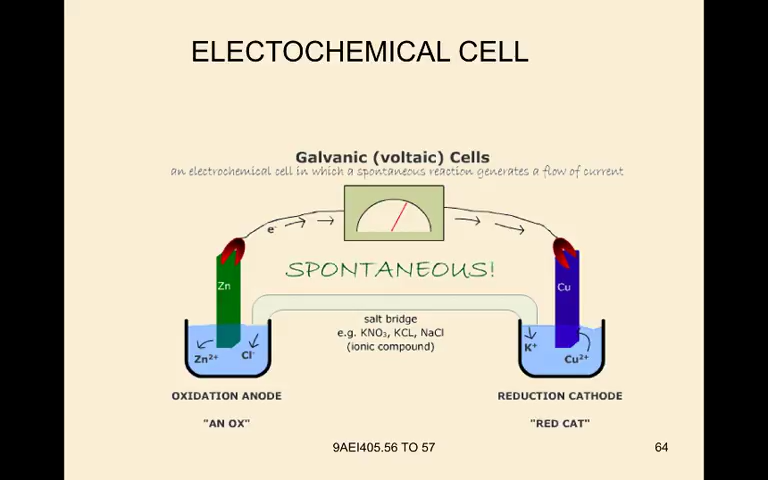 ELECTOCHEMICAL CELL
Galvanic (voltaic) Cells
an electrochemical cell in which a spontaneous reaction generates a flow of current
e-
SPONTANEOUS!
Zn
Cu
salt bridge
e.g. KNO₃, KCL, NaCl
(ionic compound)
Zn²⁺
Cl⁻
K⁺
Cu²⁺
OXIDATION ANODE
REDUCTION CATHODE
"AN OX"
"RED CAT"
9AEI405.56 TO 57
64